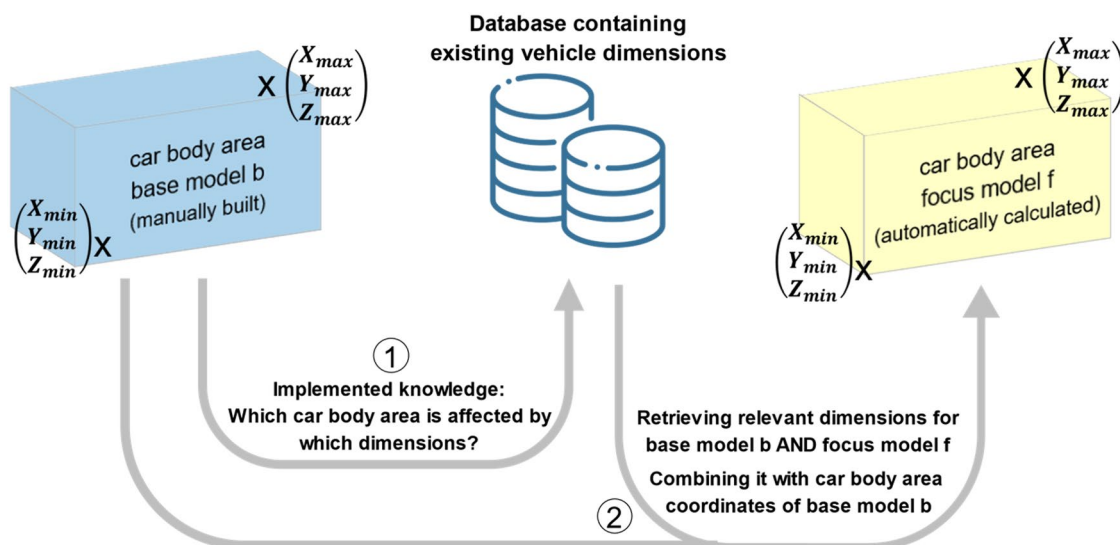 Database containing
existing vehicle dimensions
X (X_max
Y_max
Z_max)
car body area
base model b
(manually built)
(X_min
Y_min
Z_min) X
X (X_max
Y_max
Z_max)
car body area
focus model f
(automatically calculated)
(X_min
Y_min
Z_min) X
1
Implemented knowledge:
Which car body area is affected by
which dimensions?
Retrieving relevant dimensions for
base model b AND focus model f
Combining it with car body area
coordinates of base model b
2